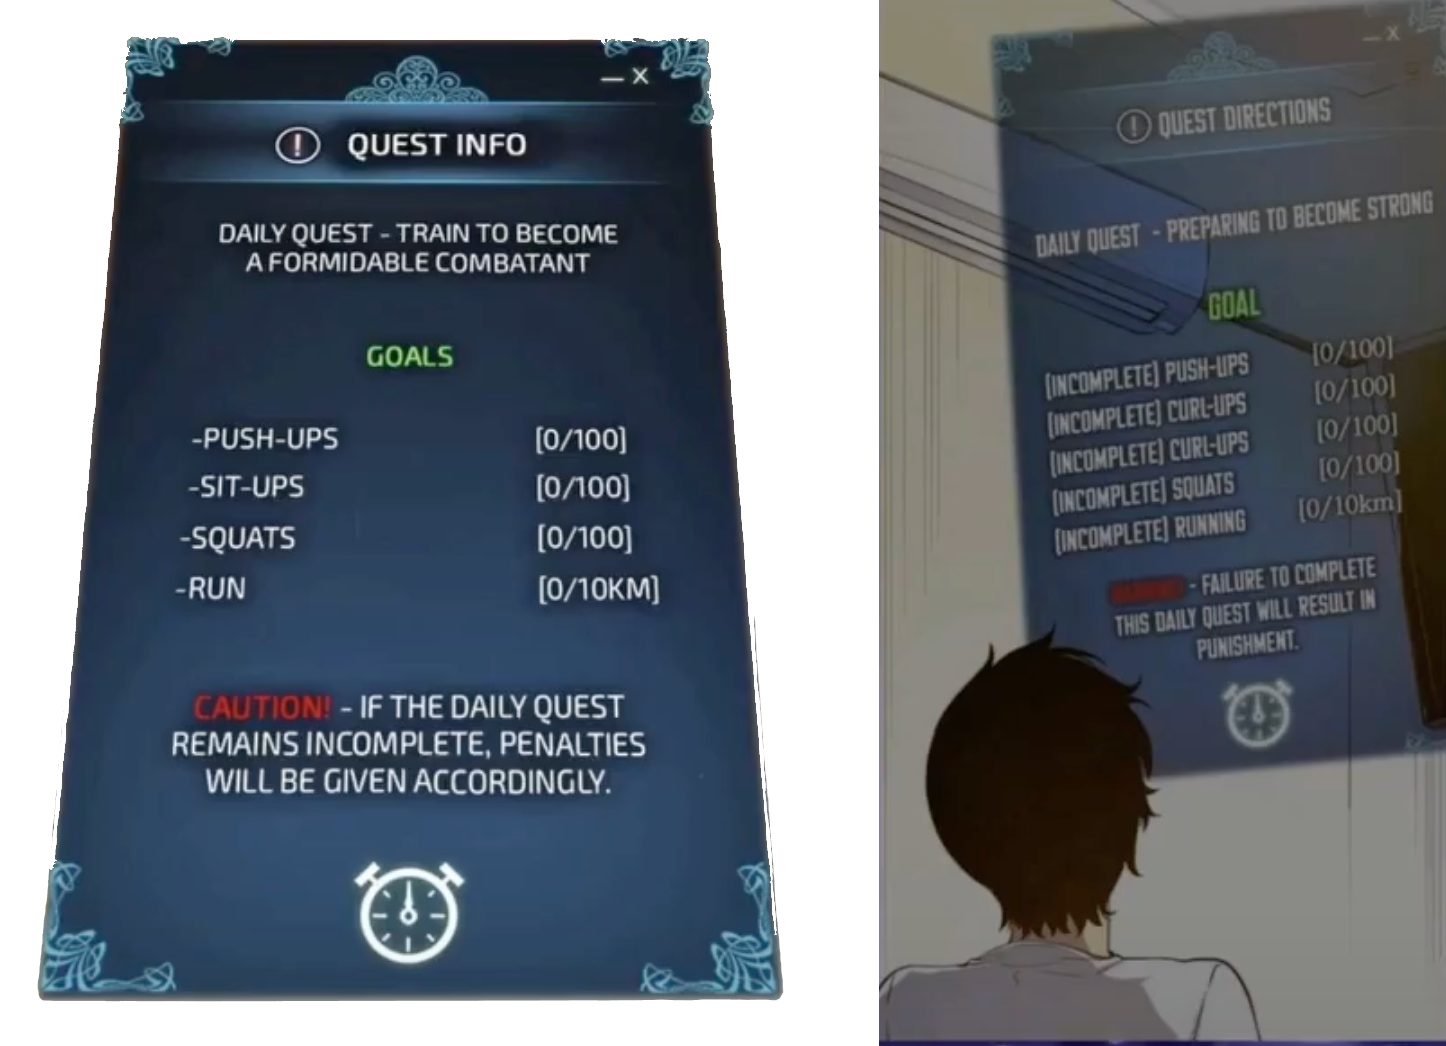 — X
! QUEST INFO
DAILY QUEST - TRAIN TO BECOME
A FORMIDABLE COMBATANT
GOALS
-PUSH-UPS [0/100]
-SIT-UPS [0/100]
-SQUATS [0/100]
-RUN [0/10KM]
CAUTION! - IF THE DAILY QUEST
REMAINS INCOMPLETE, PENALTIES
WILL BE GIVEN ACCORDINGLY.
— X
! QUEST DIRECTIONS
DAILY QUEST - PREPARING TO BECOME STRONG
GOAL
[INCOMPLETE] PUSH-UPS [0/100]
[INCOMPLETE] CURL-UPS [0/100]
[INCOMPLETE] CURL-UPS [0/100]
[INCOMPLETE] SQUATS [0/100]
[INCOMPLETE] RUNNING [0/10km]
- FAILURE TO COMPLETE
THIS DAILY QUEST WILL RESULT IN
PUNISHMENT.